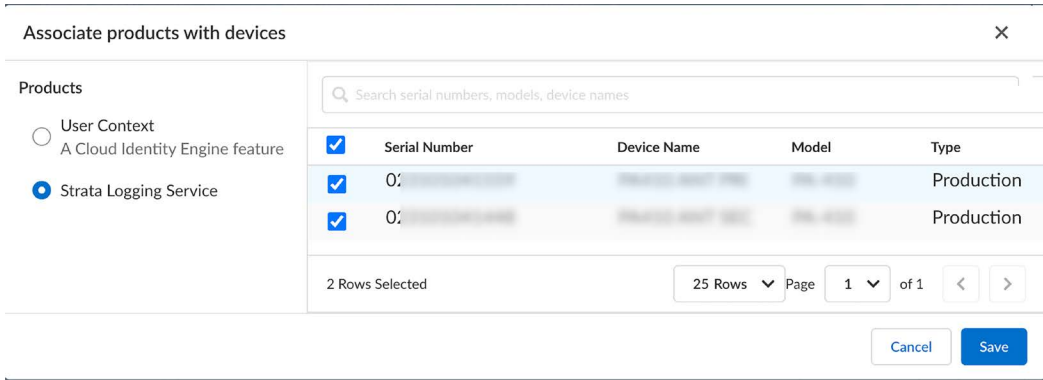 Associate products with devices
Products
User Context
A Cloud Identity Engine feature
Strata Logging Service
Search serial numbers, models, device names
Serial Number Device Name Model Type
02 Production
02 Production
2 Rows Selected 25 Rows Page 1 of 1
Cancel Save